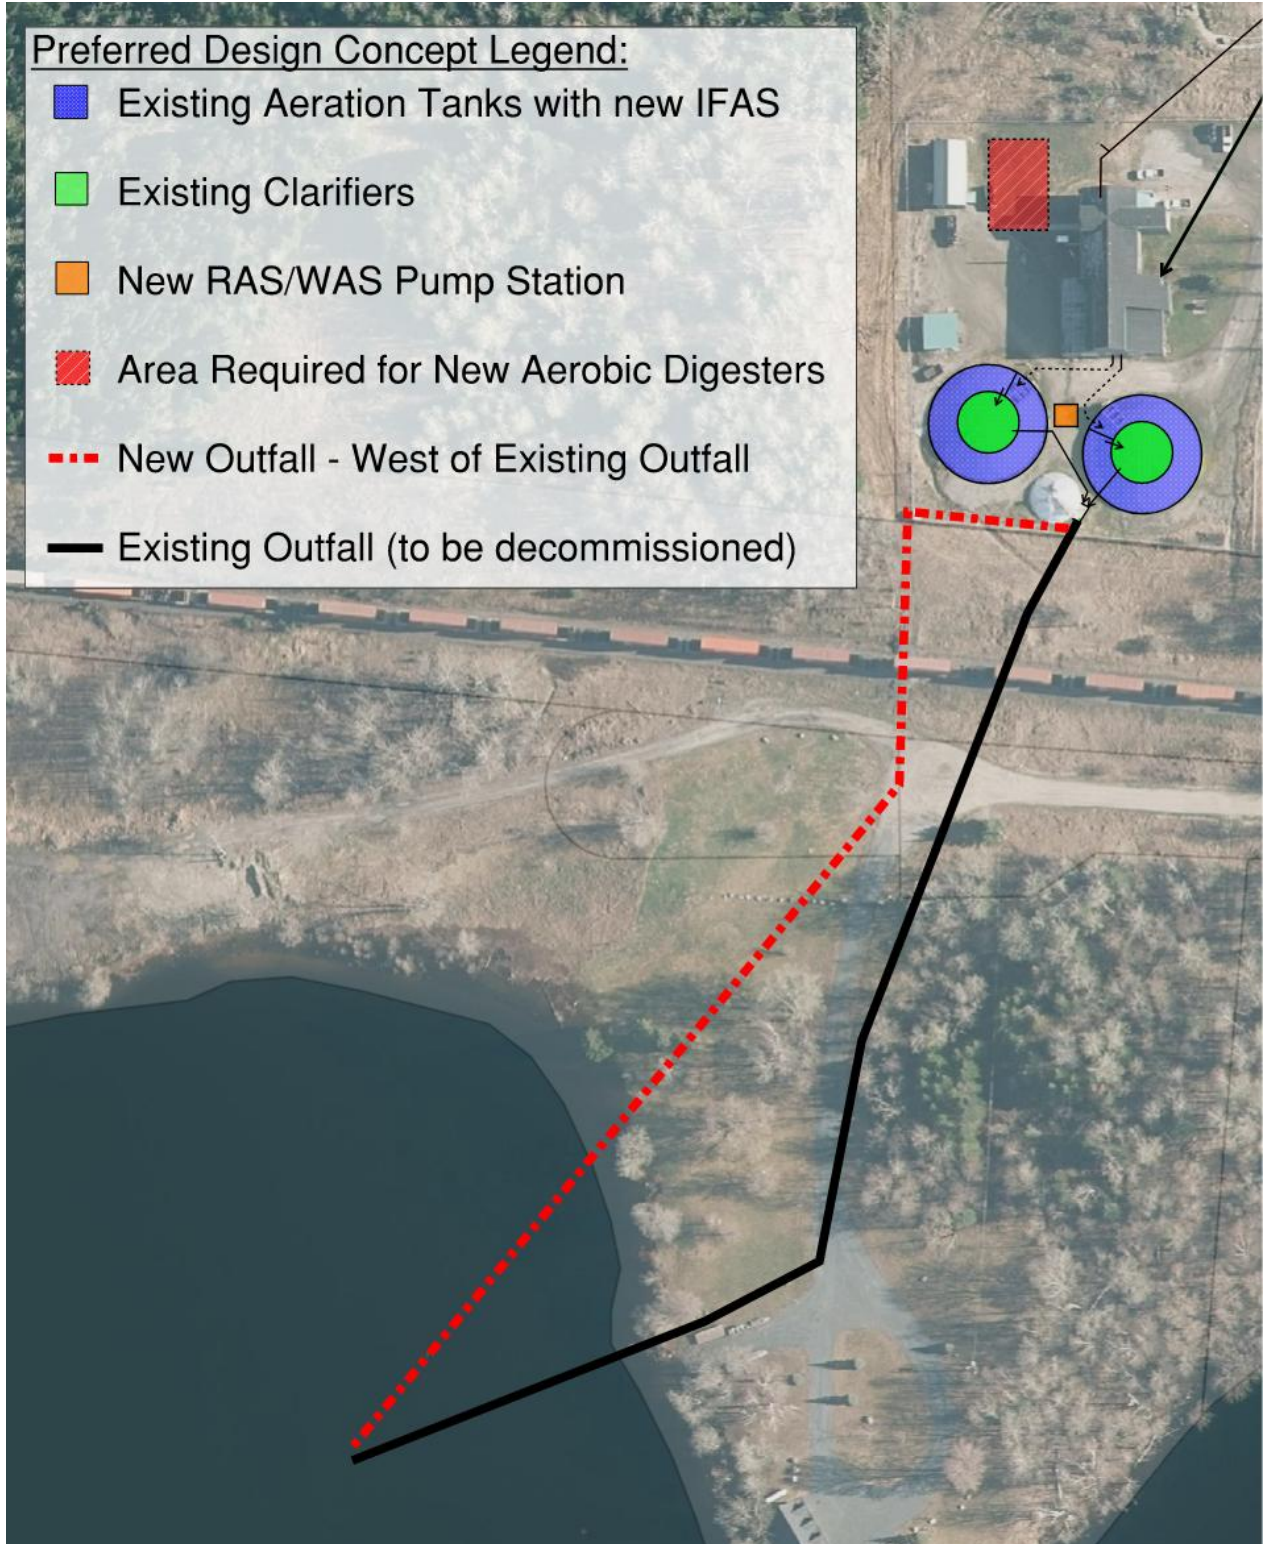 Preferred Design Concept Legend:
Existing Aeration Tanks with new IFAS
Existing Clarifiers
New RAS/WAS Pump Station
Area Required for New Aerobic Digesters
New Outfall - West of Existing Outfall
Existing Outfall (to be decommissioned)